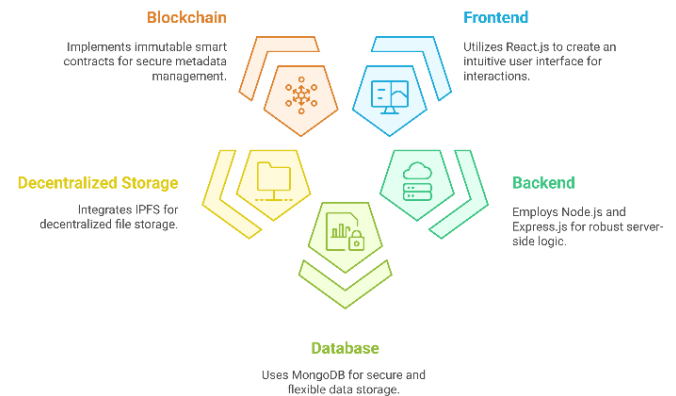 Blockchain
Implements immutable smart
contracts for secure metadata
management.
Frontend
Utilizes React.js to create an
intuitive user interface for
interactions.
Decentralized Storage
Integrates IPFS for
decentralized file storage.
Backend
Employs Node.js and
Express.js for robust server-
side logic.
Database
Uses MongoDB for secure and
flexible data storage.